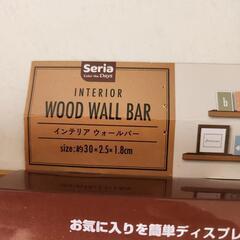 Seria
Color the Days
INTERIOR
WOOD WALL BAR
インテリア ウォールバー
size:約30×2.5×1.8cm
お気に入りを簡単ディスプレ